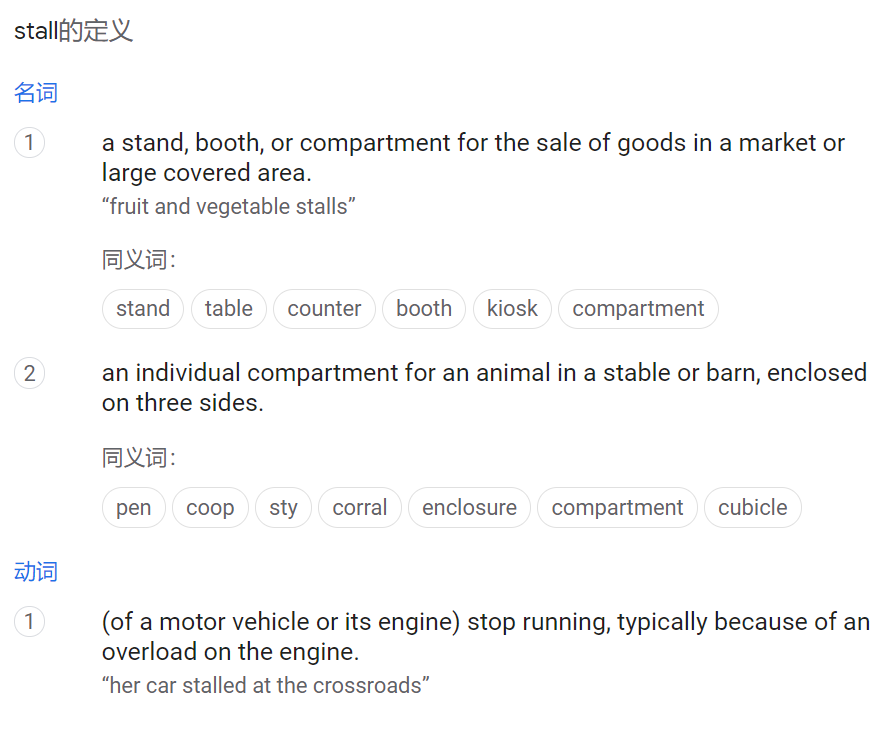 stall的定义
名词
1
a stand, booth, or compartment for the sale of goods in a market or
large covered area.
“fruit and vegetable stalls”
同义词：
stand table counter booth kiosk compartment
2
an individual compartment for an animal in a stable or barn, enclosed
on three sides.
同义词：
pen coop sty corral enclosure compartment cubicle
动词
1
(of a motor vehicle or its engine) stop running, typically because of an
overload on the engine.
“her car stalled at the crossroads”